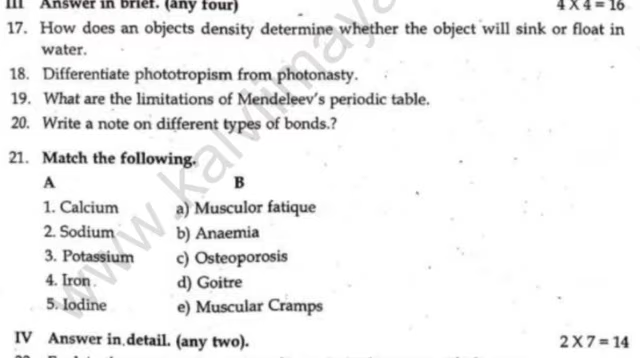 III Answer in brief. (any four) 4 X 4 = 16
17. How does an objects density determine whether the object will sink or float in
water.
18. Differentiate phototropism from photonasty.
19. What are the limitations of Mendeleev's periodic table.
20. Write a note on different types of bonds.?
21. Match the following.
A B
1. Calcium a) Musculor fatique
2. Sodium b) Anaemia
3. Potassium c) Osteoporosis
4. Iron d) Goitre
5. Iodine e) Muscular Cramps
IV Answer in detail. (any two). 2 X 7 = 14